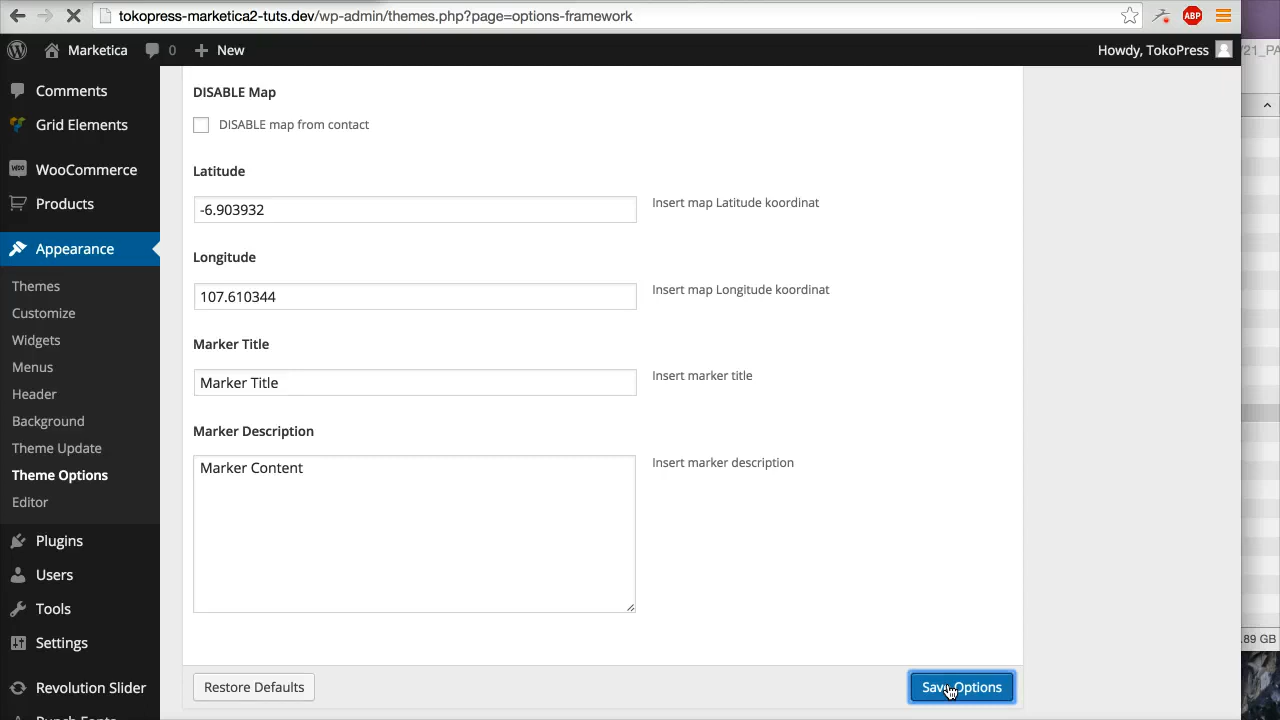 tokopress-marketica2-tuts.dev/wp-admin/themes.php?page=options-framework
ABP
Marketica
0
New
Howdy, TokoPress
Comments
Grid Elements
WooCommerce
Products
Appearance
Themes
Customize
Widgets
Menus
Header
Background
Theme Update
Theme Options
Editor
Plugins
Users
Tools
Settings
Revolution Slider
DISABLE Map
DISABLE map from contact
Latitude
-6.903932
Insert map Latitude koordinat
Longitude
107.610344
Insert map Longitude koordinat
Marker Title
Marker Title
Insert marker title
Marker Description
Marker Content
Insert marker description
Restore Defaults
Save Options
.89 GB